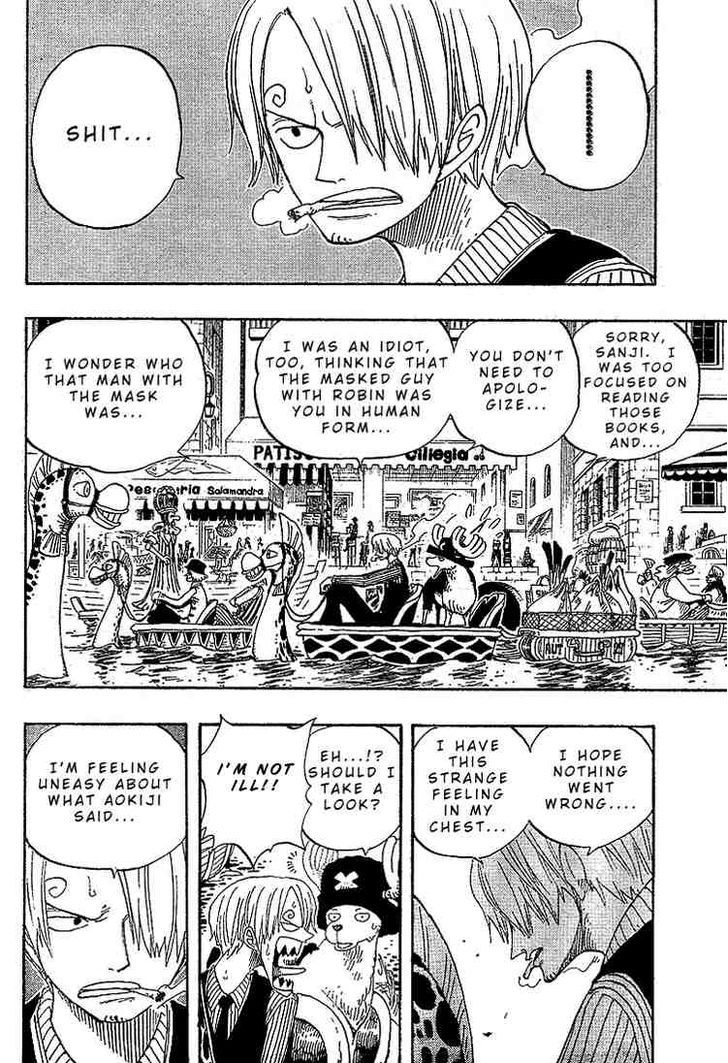 ..............
SHIT...
SORRY,
SANJI. I
WAS TOO
FOCUSED ON
READING
THOSE
BOOKS,
AND...
YOU DON'T
NEED TO
APOLO-
GIZE...
I WAS AN IDIOT,
TOO, THINKING THAT
THE MASKED GUY
WITH ROBIN WAS
YOU IN HUMAN
FORM...
I WONDER WHO
THAT MAN WITH
THE MASK
WAS...
PATISS
Ciliegia
Salamandra
I HOPE
NOTHING
WENT
WRONG....
I HAVE
THIS
STRANGE
FEELING
IN MY
CHEST...
EH...!?
SHOULD I
TAKE A
LOOK?
I'M NOT
ILL!!
I'M FEELING
UNEASY ABOUT
WHAT AOKIJI
SAID...